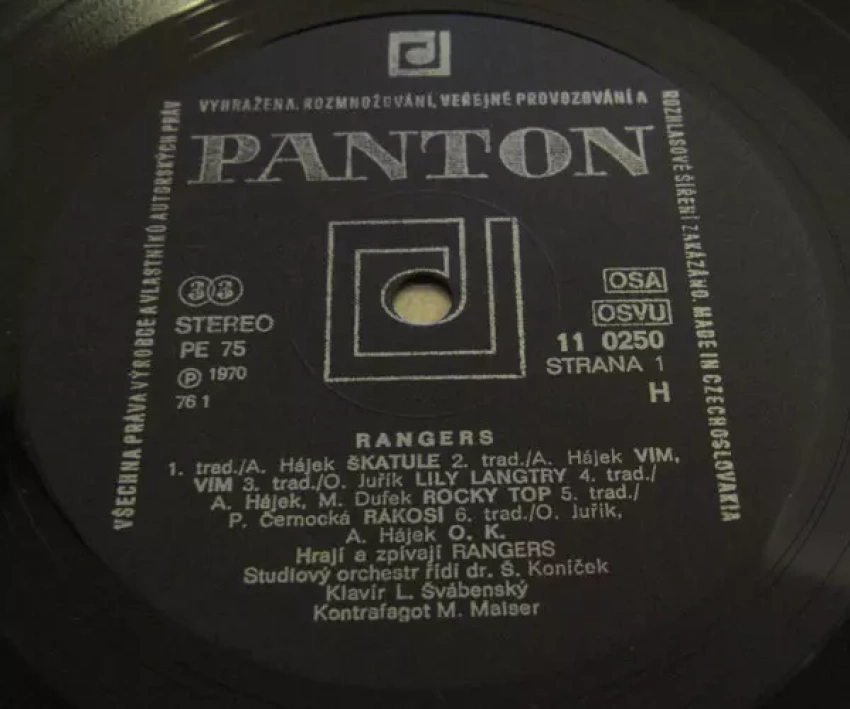 VYHRAŽENA. ROZMNOŽOVÁNÍ, VEŘEJNÉ PROVOZOVÁNÍ A
VŠECHNA PRÁVA VÝROBCE A VLASTNÍKŮ AUTORSKÝCH PRÁV
ROZHLASOVÉ ŠÍŘENÍ ZAKÁZÁNO. MADE IN CZECHOSLOVAKIA
PANTON
33
STEREO
PE 75
Ⓟ 1970
76 1
OSA
OSVU
11 0250
STRANA 1
H
RANGERS
1. trad./A. Hájek ŠKATULE 2. trad./A. Hájek VIM,
VIM 3. trad./O. Juřík LILY LANGTRY 4. trad./
A. Hájek, M. Dufek ROCKY TOP 5. trad./
P. Černocká RÁKOSI 6. trad./O. Juřík,
A. Hájek O. K.
Hrají a zpívají RANGERS
Studiový orchestr řídí dr. Š. Koníček
Klavír L. Švábenský
Kontrafagot M. Malser